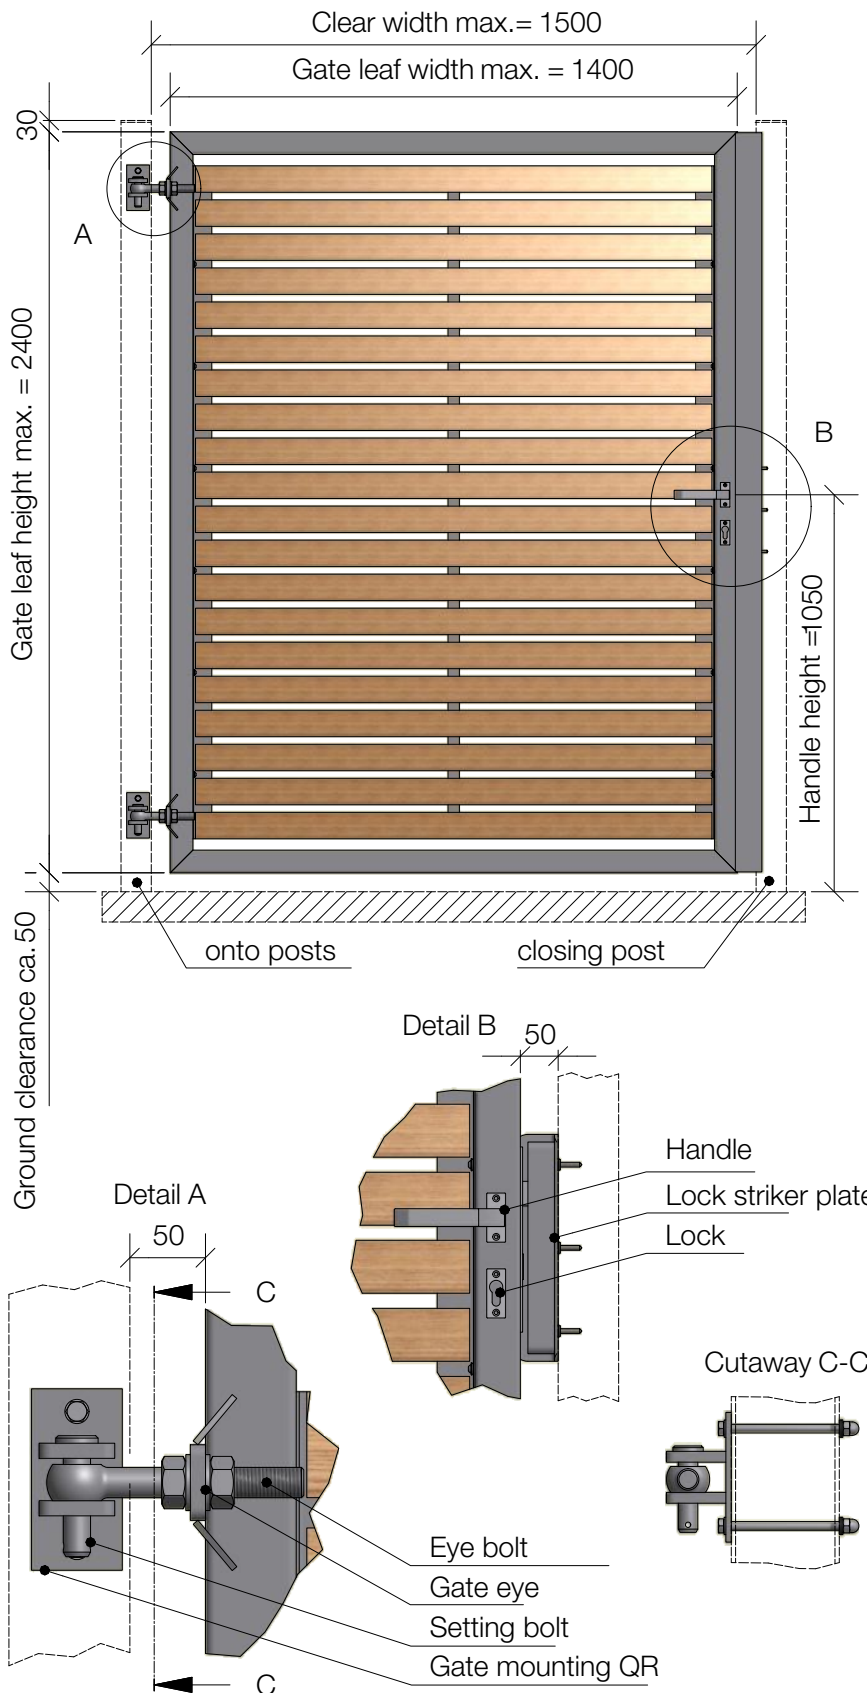 Clear width max.= 1500
Gate leaf width max. = 1400
30
A
Gate leaf height max. = 2400
B
Handle height =1050
Ground clearance ca. 50
onto posts
closing post
Detail B
50
Handle
Lock striker plate
Lock
Detail A
50
C
Cutaway C-C
Eye bolt
Gate eye
Setting bolt
Gate mounting QR
C